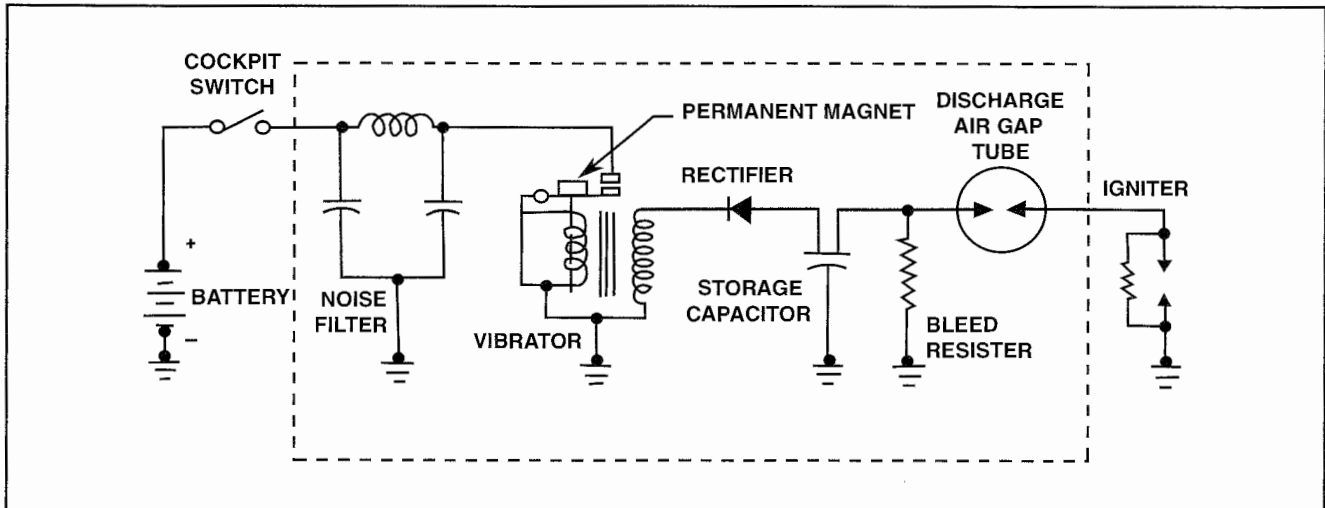 COCKPIT
SWITCH
PERMANENT MAGNET
DISCHARGE
AIR GAP
TUBE
RECTIFIER
IGNITER
+
BATTERY
−
NOISE
FILTER
VIBRATOR
STORAGE
CAPACITOR
BLEED
RESISTER